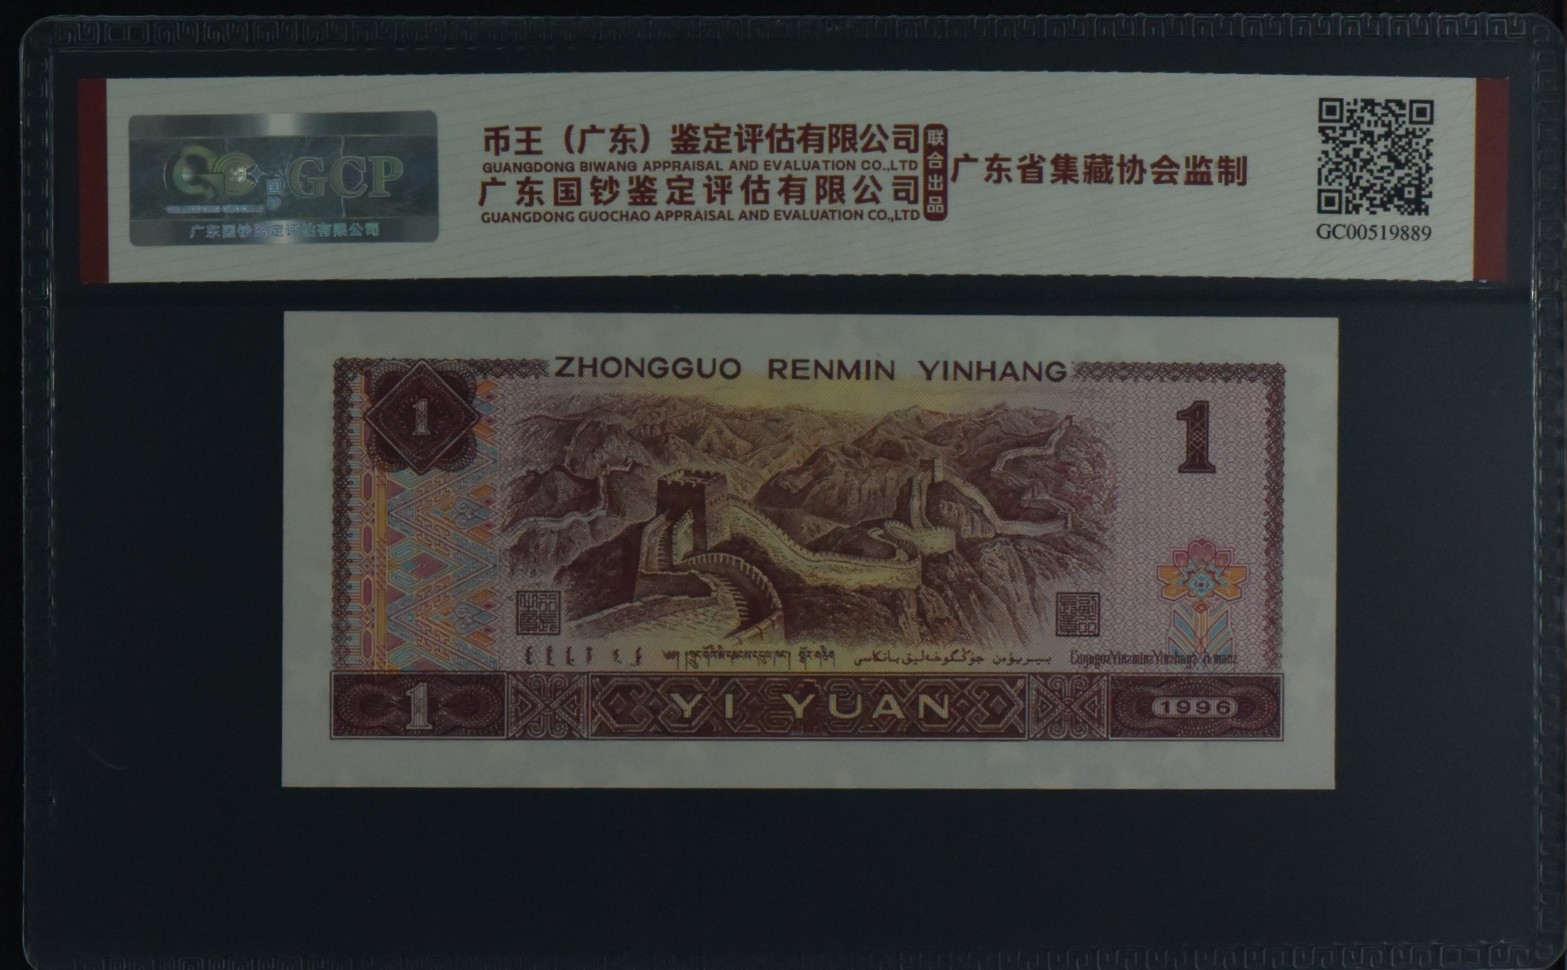 GCP
广东国钞鉴定评估有限公司
币王（广东）鉴定评估有限公司
GUANGDONG BIWANG APPRAISAL AND EVALUATION CO.,LTD
广东国钞鉴定评估有限公司
GUANGDONG GUOCHAO APPRAISAL AND EVALUATION CO.,LTD
联合出品
广东省集藏协会监制
GC00519889
ZHONGGUO RENMIN YINHANG
1
1
1
YI YUAN
1996